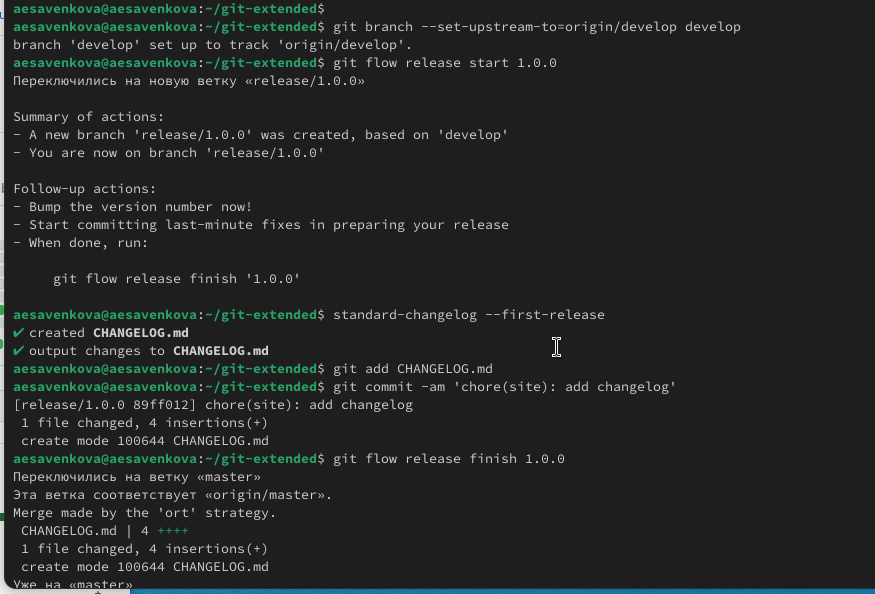 aesavenkova@aesavenkova:~/git-extended$
aesavenkova@aesavenkova:~/git-extended$ git branch --set-upstream-to=origin/develop develop
branch 'develop' set up to track 'origin/develop'.
aesavenkova@aesavenkova:~/git-extended$ git flow release start 1.0.0
Переключились на новую ветку «release/1.0.0»
Summary of actions:
- A new branch 'release/1.0.0' was created, based on 'develop'
- You are now on branch 'release/1.0.0'
Follow-up actions:
- Bump the version number now!
- Start committing last-minute fixes in preparing your release
- When done, run:
git flow release finish '1.0.0'
aesavenkova@aesavenkova:~/git-extended$ standard-changelog --first-release
✔ created CHANGELOG.md
✔ output changes to CHANGELOG.md
aesavenkova@aesavenkova:~/git-extended$ git add CHANGELOG.md
aesavenkova@aesavenkova:~/git-extended$ git commit -am 'chore(site): add changelog'
[release/1.0.0 89ff012] chore(site): add changelog
1 file changed, 4 insertions(+)
create mode 100644 CHANGELOG.md
aesavenkova@aesavenkova:~/git-extended$ git flow release finish 1.0.0
Переключились на ветку «master»
Эта ветка соответствует «origin/master».
Merge made by the 'ort' strategy.
CHANGELOG.md | 4 ++++
1 file changed, 4 insertions(+)
create mode 100644 CHANGELOG.md
Уже на «master»